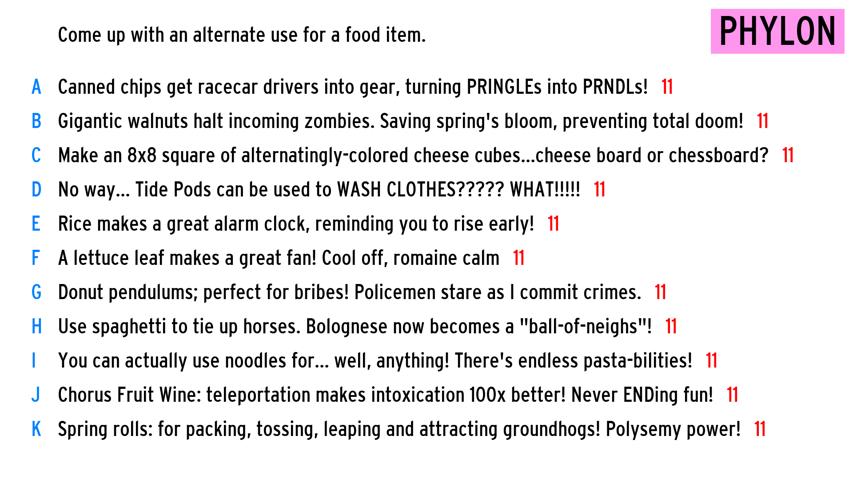 Come up with an alternate use for a food item.
PHYLON
A Canned chips get racecar drivers into gear, turning PRINGLEs into PRNDLs! 11
B Gigantic walnuts halt incoming zombies. Saving spring's bloom, preventing total doom! 11
C Make an 8x8 square of alternatingly-colored cheese cubes...cheese board or chessboard? 11
D No way... Tide Pods can be used to WASH CLOTHES????? WHAT!!!!! 11
E Rice makes a great alarm clock, reminding you to rise early! 11
F A lettuce leaf makes a great fan! Cool off, romaine calm 11
G Donut pendulums; perfect for bribes! Policemen stare as I commit crimes. 11
H Use spaghetti to tie up horses. Bolognese now becomes a "ball-of-neighs"! 11
I You can actually use noodles for... well, anything! There's endless pasta-bilities! 11
J Chorus Fruit Wine: teleportation makes intoxication 100x better! Never ENDing fun! 11
K Spring rolls: for packing, tossing, leaping and attracting groundhogs! Polysemy power! 11